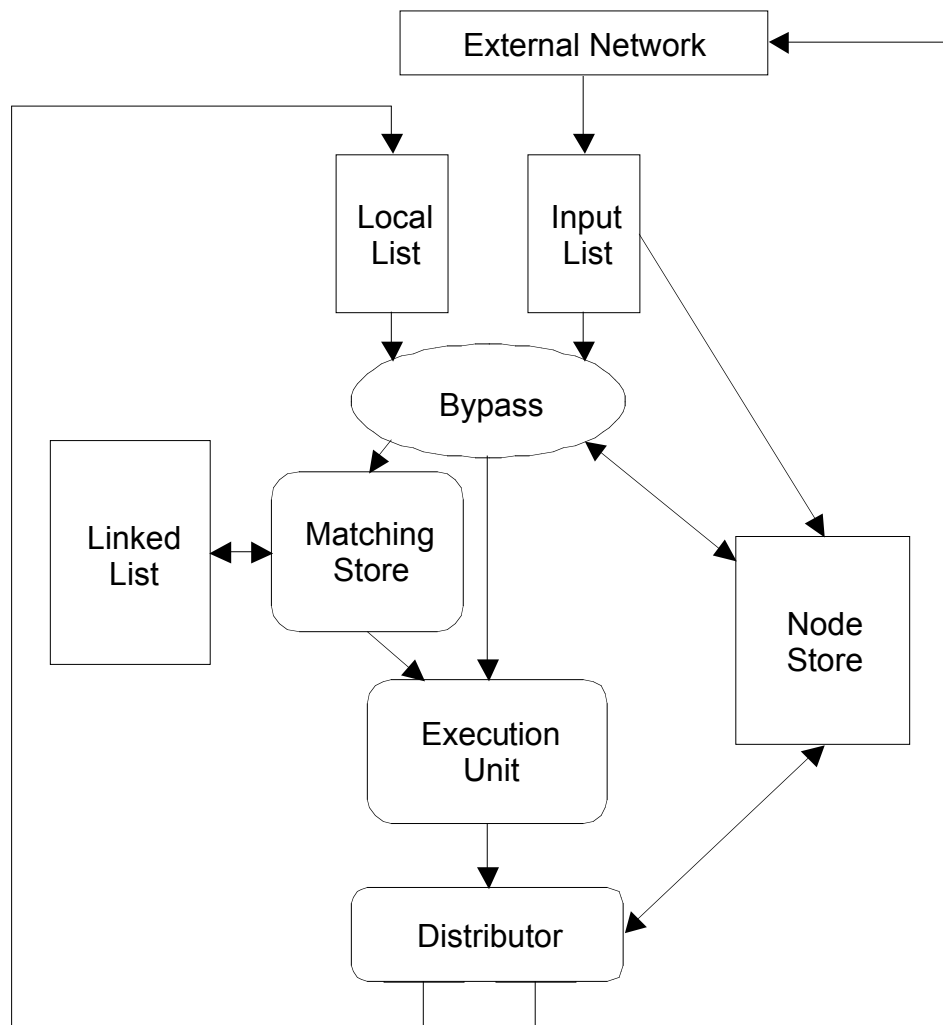 External Network
Local
List
Input
List
Bypass
Linked
List
Matching
Store
Node
Store
Execution
Unit
Distributor